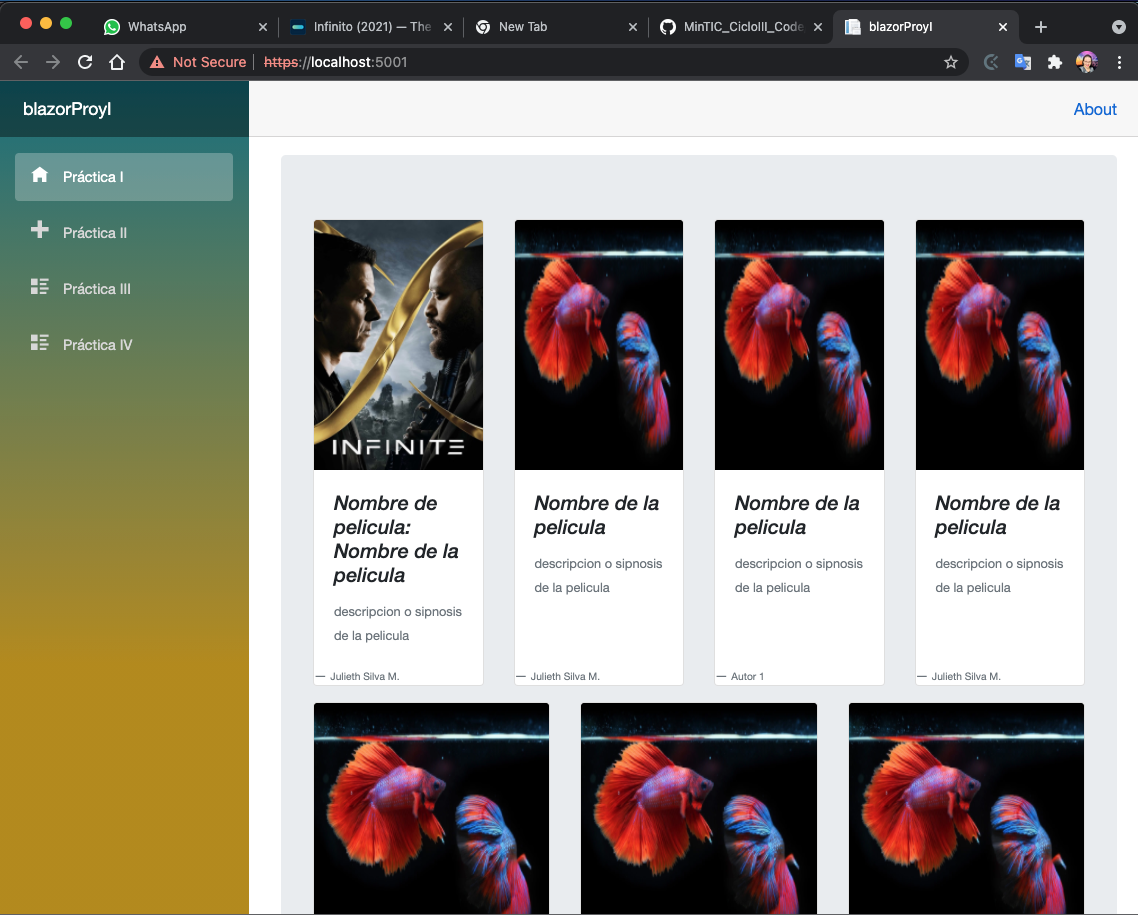 WhatsApp
Infinito (2021) — The
New Tab
MinTIC_CicloIII_Code
blazorProyI
Not Secure
https://localhost:5001
blazorProyI
About
Práctica I
Práctica II
Práctica III
Práctica IV
INFINITE
Nombre de
pelicula:
Nombre de la
pelicula
descripcion o sipnosis
de la pelicula
— Julieth Silva M.
Nombre de la
pelicula
descripcion o sipnosis
de la pelicula
— Julieth Silva M.
Nombre de la
pelicula
descripcion o sipnosis
de la pelicula
— Autor 1
Nombre de la
pelicula
descripcion o sipnosis
de la pelicula
— Julieth Silva M.